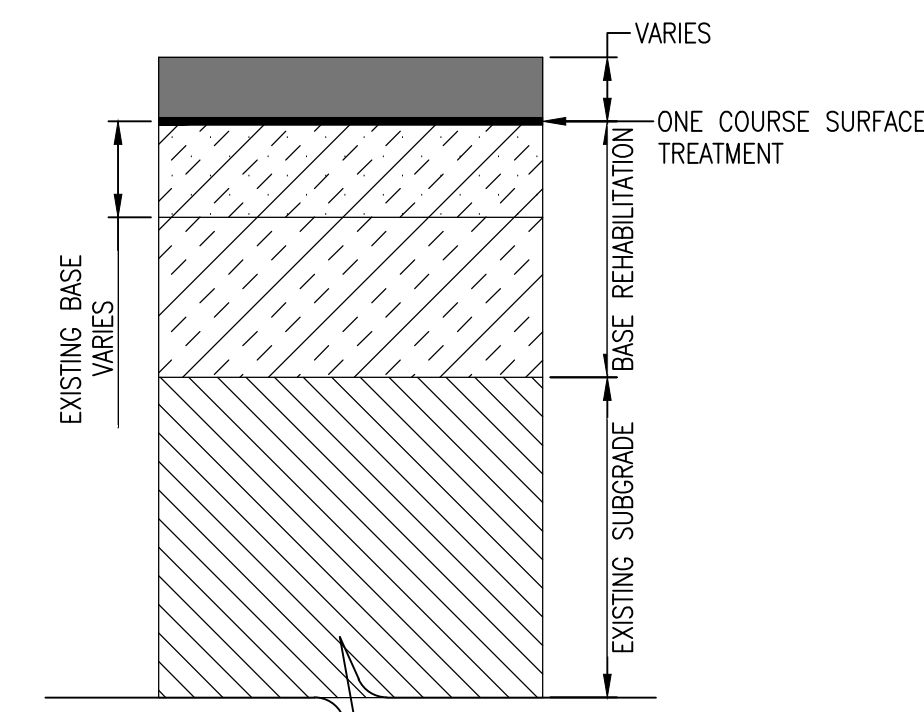 VARIES
ONE COURSE SURFACE
TREATMENT
BASE REHABILITATION
EXISTING BASE
VARIES
EXISTING SUBGRADE